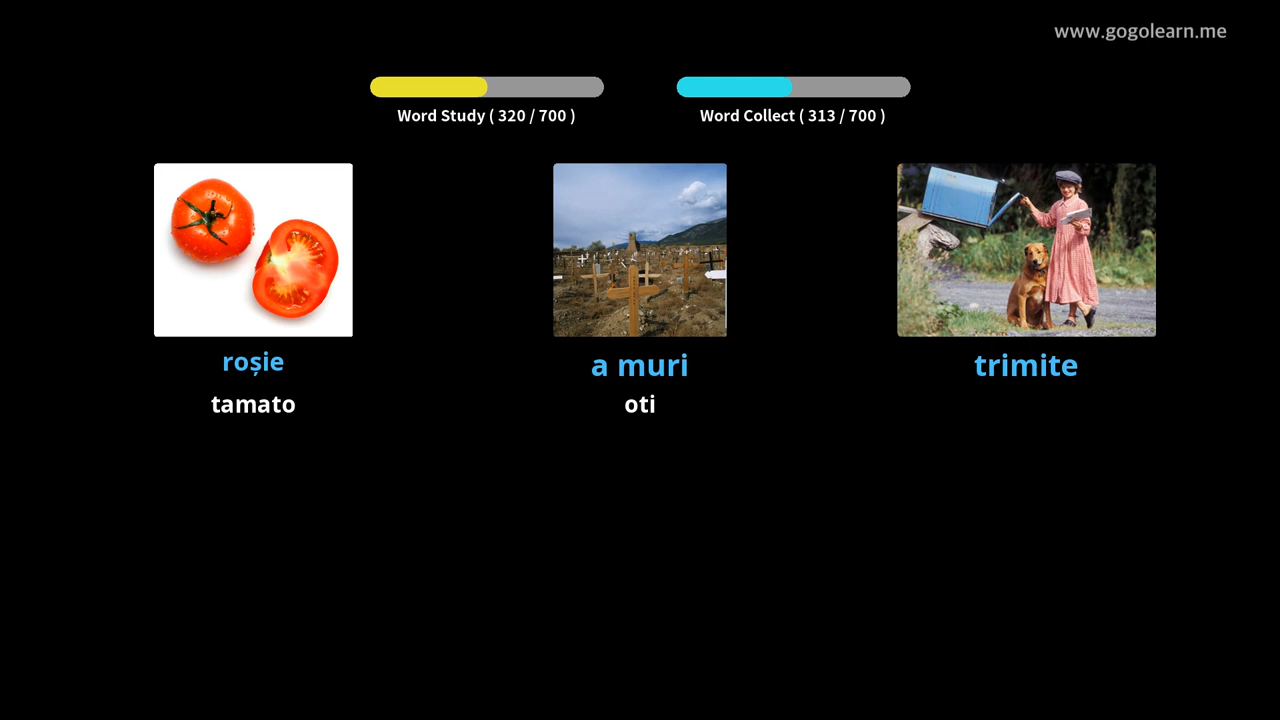 www.gogolearn.me
Word Study ( 320 / 700 )
Word Collect ( 313 / 700 )
roșie
a muri
trimite
tamato
oti